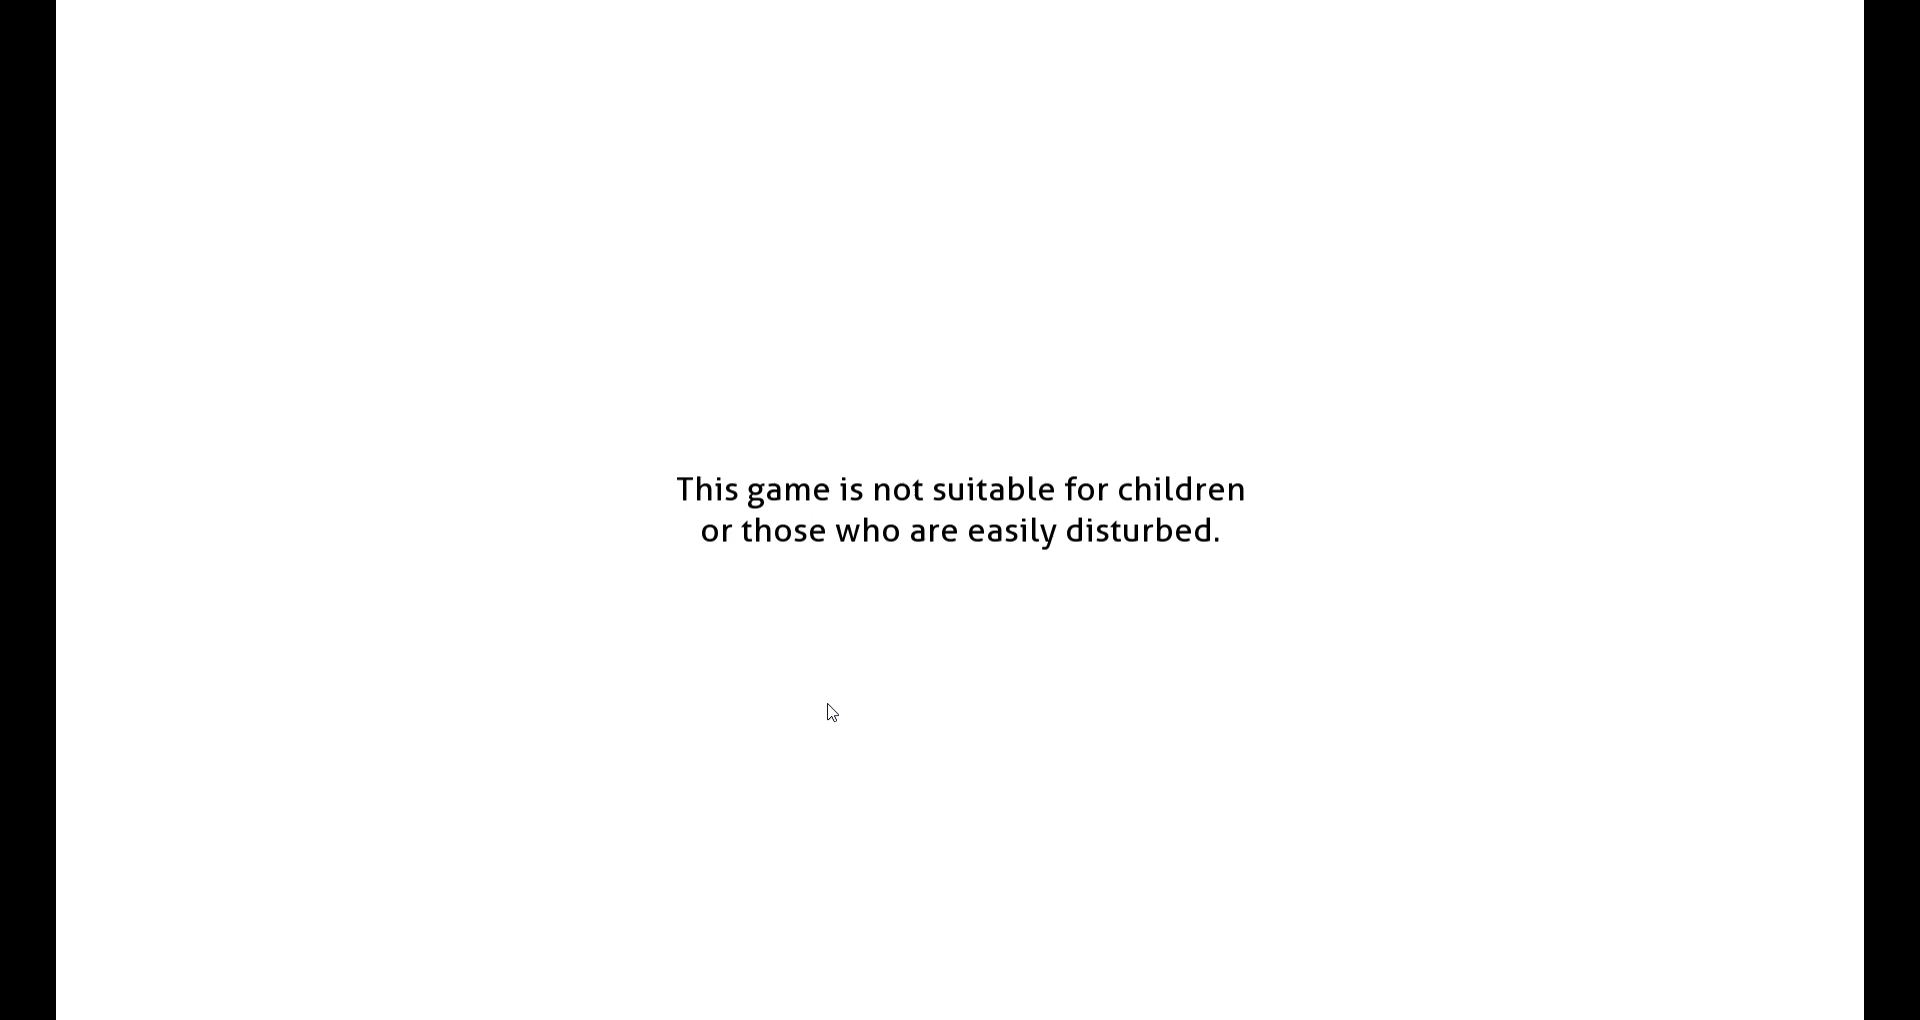 This game is not suitable for children
or those who are easily disturbed.